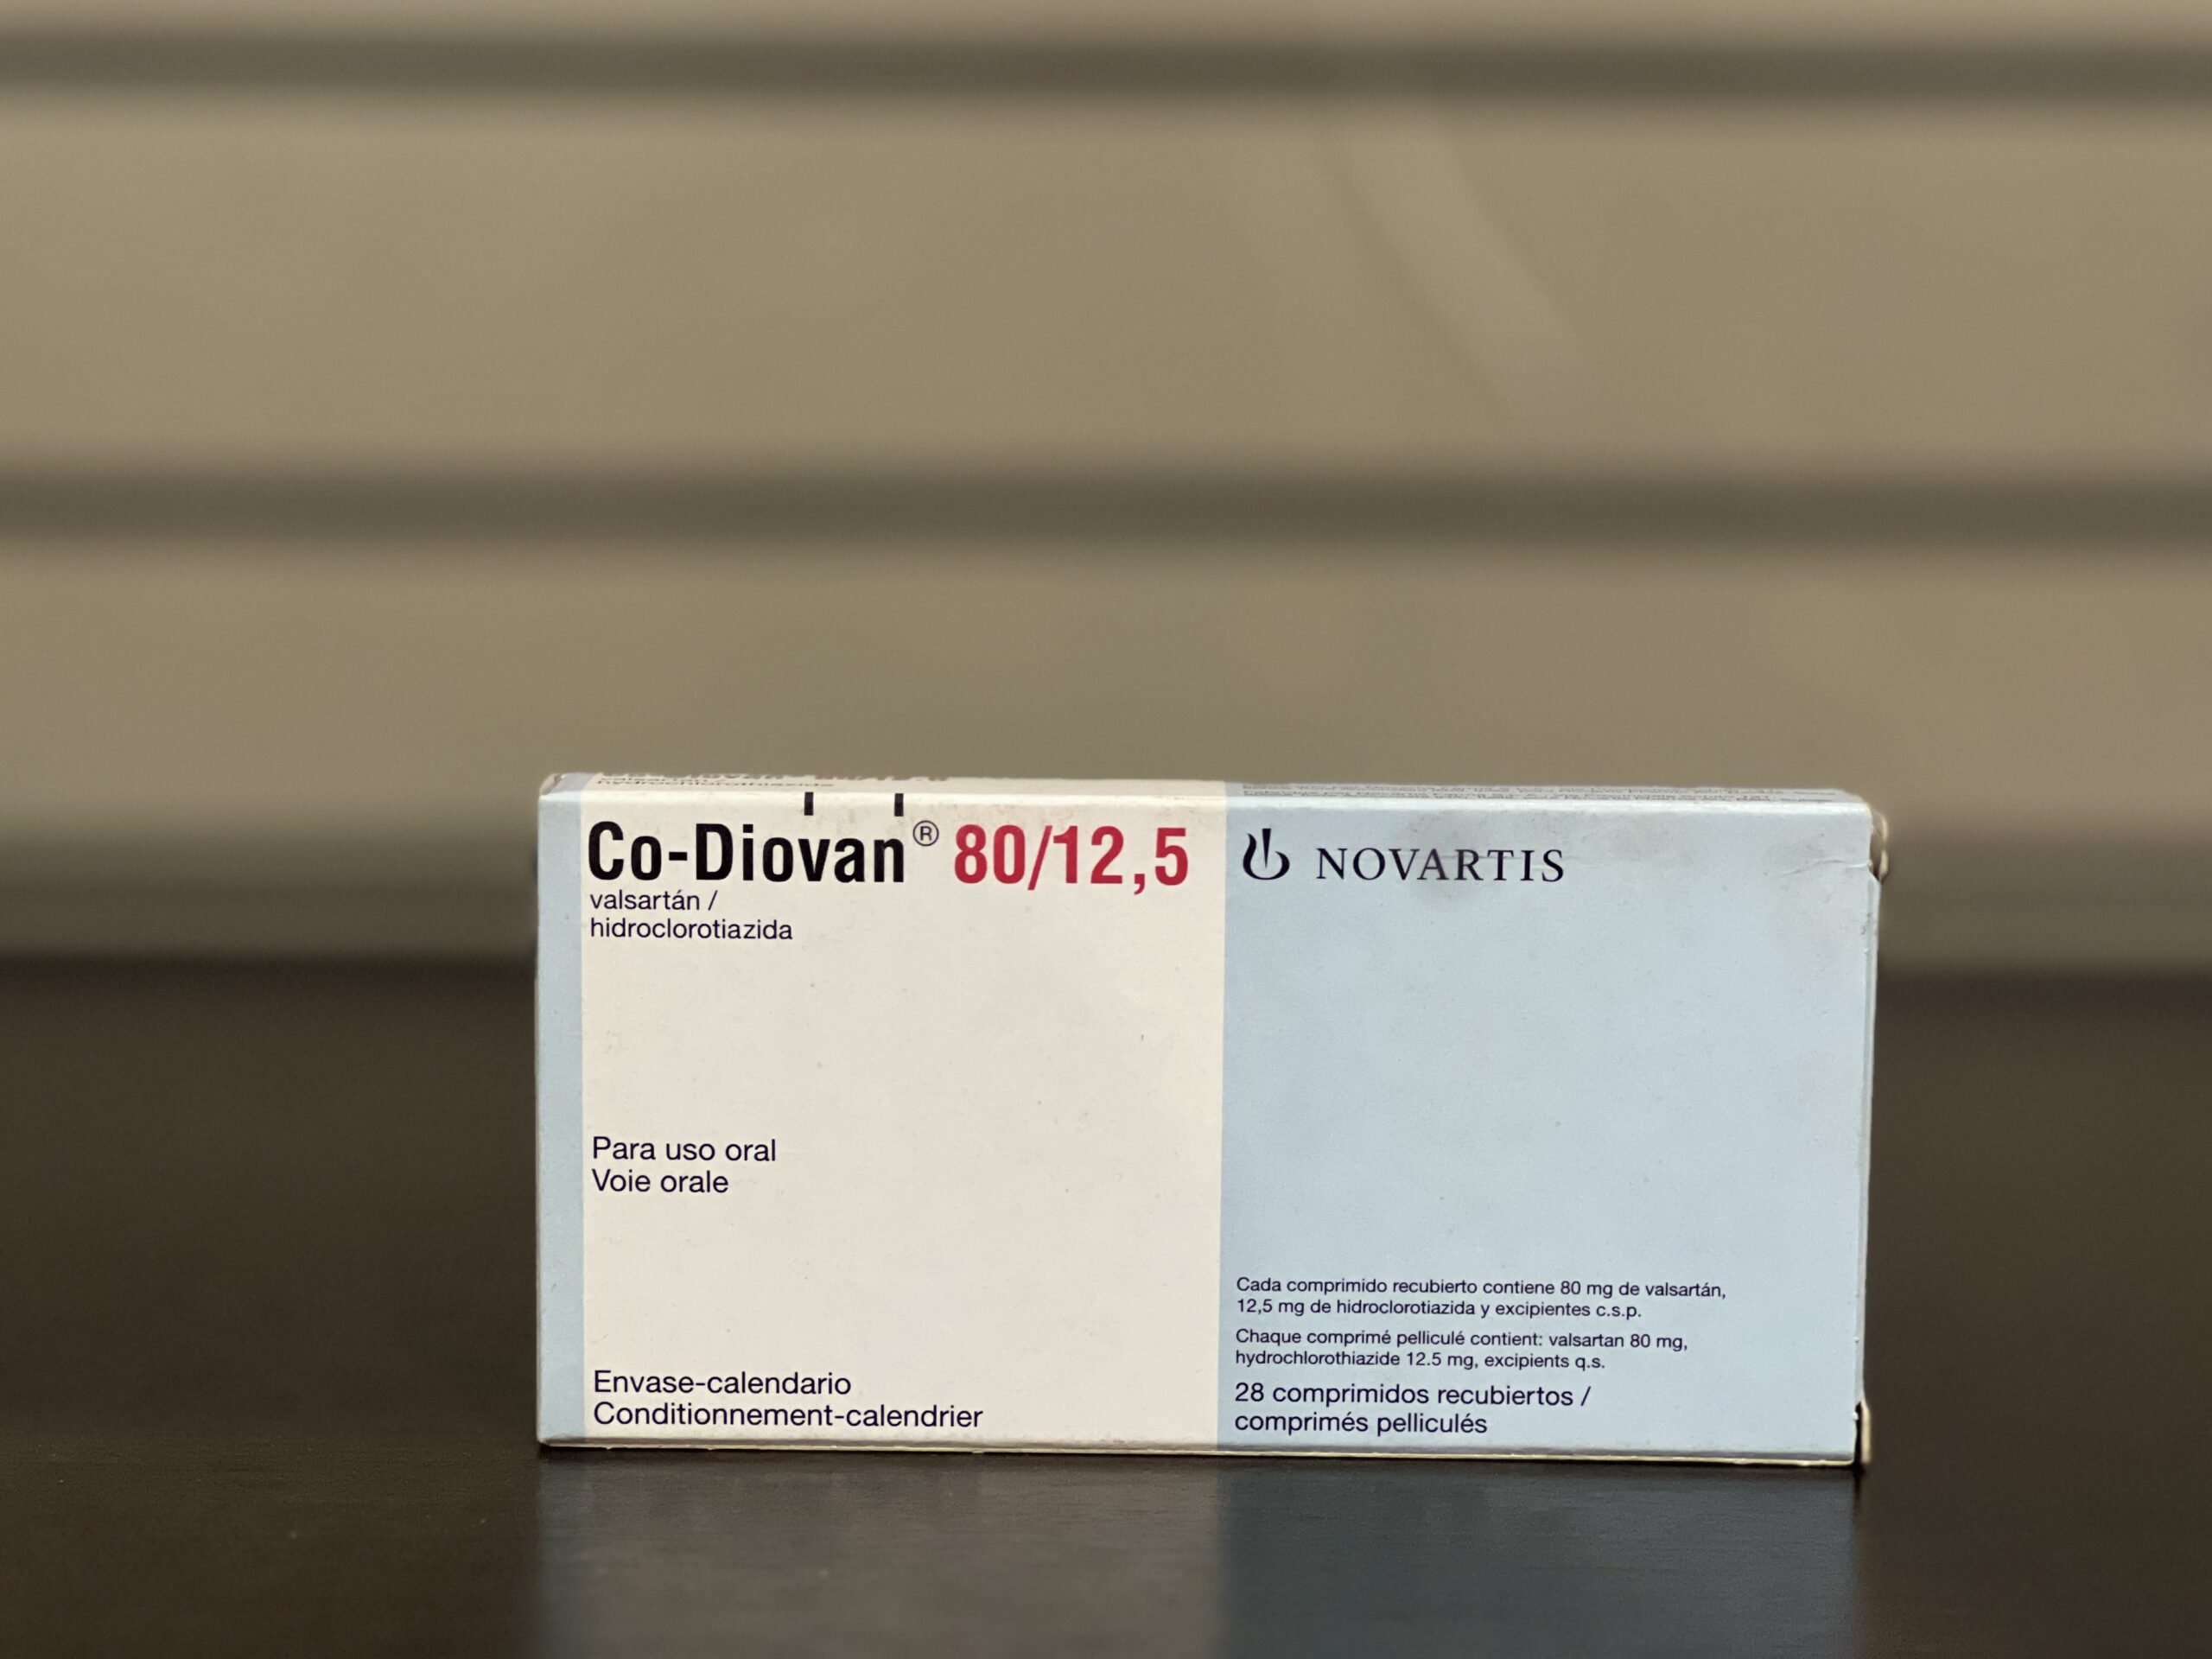 hydrochlorothiazide
Co-Diovan® 80/12,5
valsartán /
hidroclorotiazida
Para uso oral
Voie orale
Envase-calendario
Conditionnement-calendrier
NOVARTIS
Cada comprimido recubierto contiene 80 mg de valsartán,
12,5 mg de hidroclorotiazida y excipientes c.s.p.
Chaque comprimé pelliculé contient: valsartan 80 mg,
hydrochlorothiazide 12.5 mg, excipients q.s.
28 comprimidos recubiertos /
comprimés pelliculés